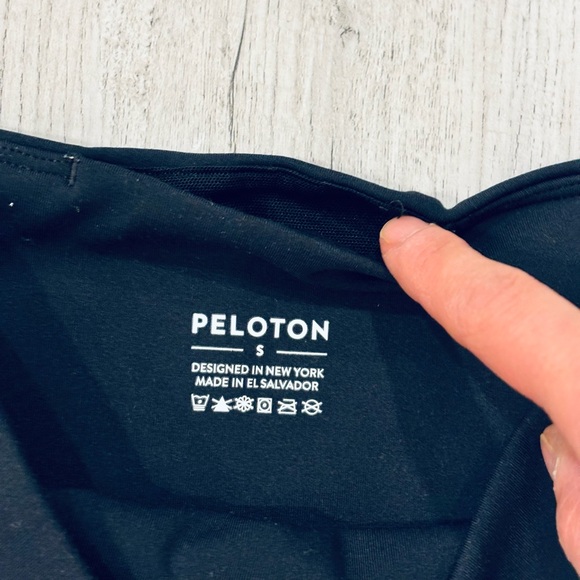 PELOTON
S
DESIGNED IN NEW YORK
MADE IN EL SALVADOR